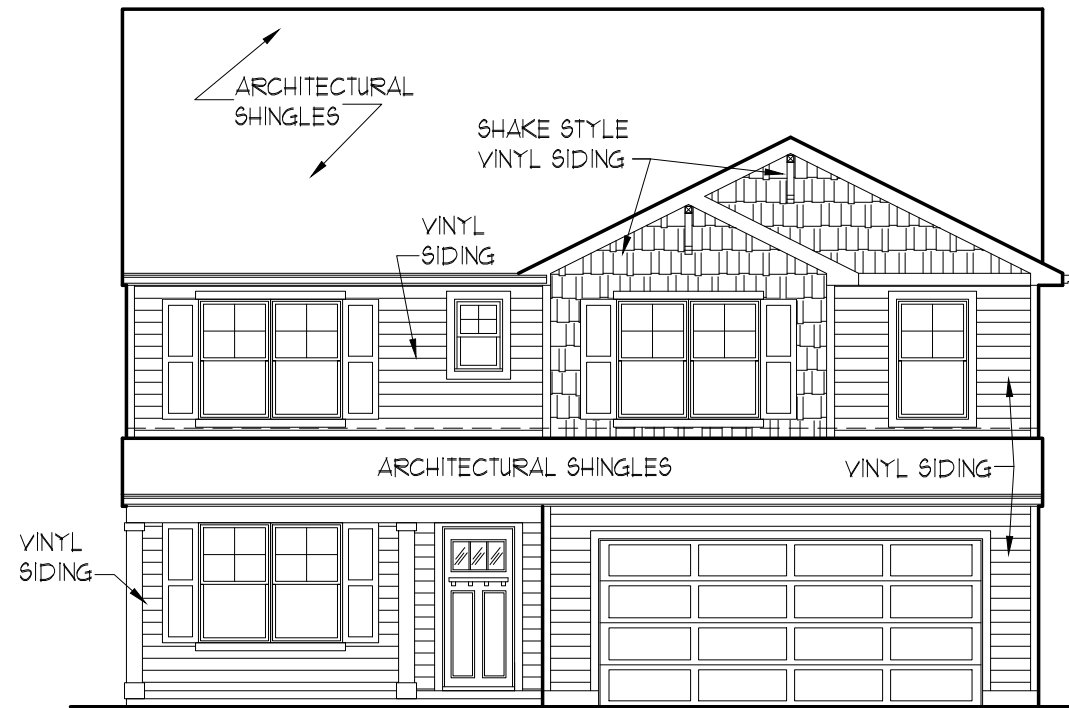 ARCHITECTURAL
SHINGLES
SHAKE STYLE
VINYL SIDING
VINYL
SIDING
ARCHITECTURAL SHINGLES
VINYL SIDING
VINYL
SIDING